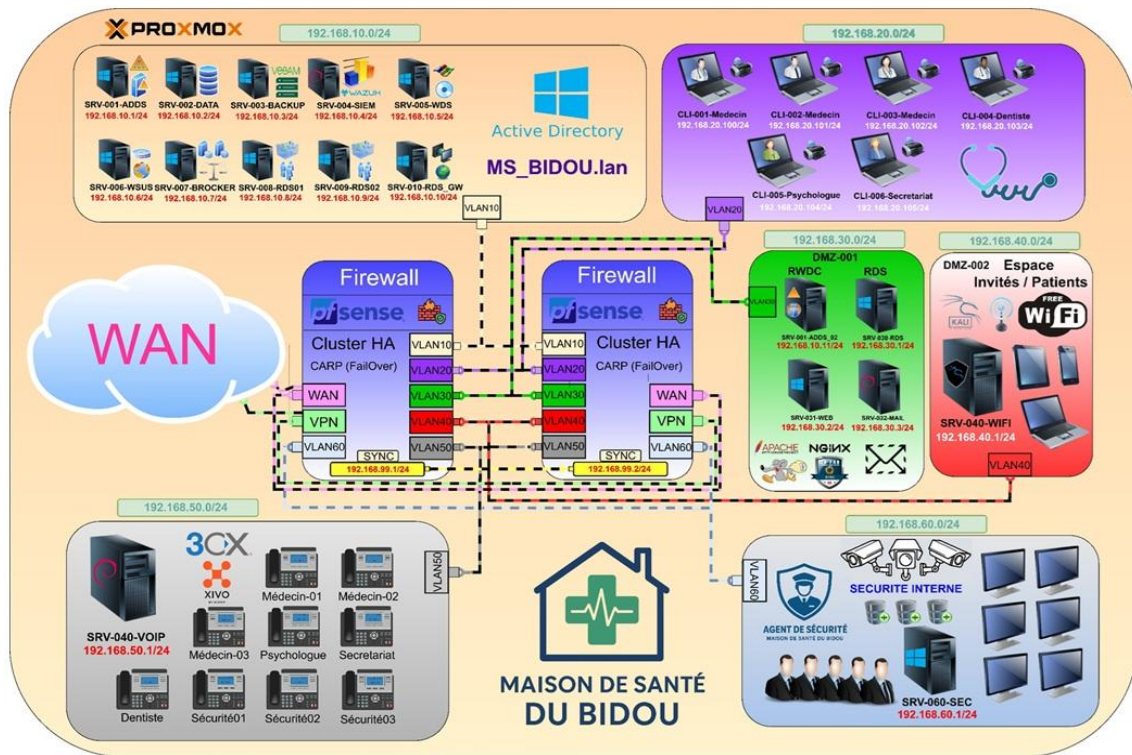 PROXMOX
192.168.10.0/24
VEEAM
WAZUH
SRV-001-ADDS
192.168.10.1/24
SRV-002-DATA
192.168.10.2/24
SRV-003-BACKUP
192.168.10.3/24
SRV-004-SIEM
192.168.10.4/24
SRV-005-WDS
192.168.10.5/24
SRV-006-WSUS
192.168.10.6/24
SRV-007-BROCKER
192.168.10.7/24
SRV-008-RDS01
192.168.10.8/24
SRV-009-RDS02
192.168.10.9/24
SRV-010-RDS_GW
192.168.10.10/24
Active Directory
MS_BIDOU.lan
VLAN10
192.168.20.0/24
CLI-001-Medecin
192.168.20.100/24
CLI-002-Medecin
192.168.20.101/24
CLI-003-Medecin
192.168.20.102/24
CLI-004-Dentiste
192.168.20.103/24
CLI-005-Psychologue
192.168.20.104/24
CLI-006-Secretariat
VLAN20
WAN
Firewall
pfsense
Cluster HA
CARP (FailOver)
VLAN10
VLAN20
VLAN30
VLAN40
VLAN50
WAN
VPN
VLAN60
SYNC
192.168.99.1/24
Firewall
pfsense
Cluster HA
CARP (FailOver)
VLAN10
VLAN20
VLAN30
VLAN40
VLAN50
WAN
VPN
VLAN60
SYNC
192.168.99.2/24
192.168.30.0/24
DMZ-001
RWDC
RDS
SRV-001-ADDS_02
192.168.10.11/24
SRV-030-RDS
192.168.30.1/24
SRV-031-WEB
192.168.30.2/24
SRV-032-MAIL
192.168.30.3/24
APACHE
NGINX
VLAN30
192.168.40.0/24
DMZ-002
Espace
Invités / Patients
KALI
FREE
WiFi
SRV-040-WIFI
192.168.40.1/24
VLAN40
192.168.50.0/24
3CX
XIVO
SRV-040-VOIP
192.168.50.1/24
Médecin-01
Médecin-02
Médecin-03
Psychologue
Secretariat
Dentiste
Sécurité01
Sécurité02
Sécurité03
VLAN50
MAISON DE SANTÉ
DU BIDOU
192.168.60.0/24
VLAN60
SECURITE INTERNE
AGENT DE SÉCURITÉ
MAISON DE SANTÉ DU BIDOU
SRV-060-SEC
192.168.60.1/24